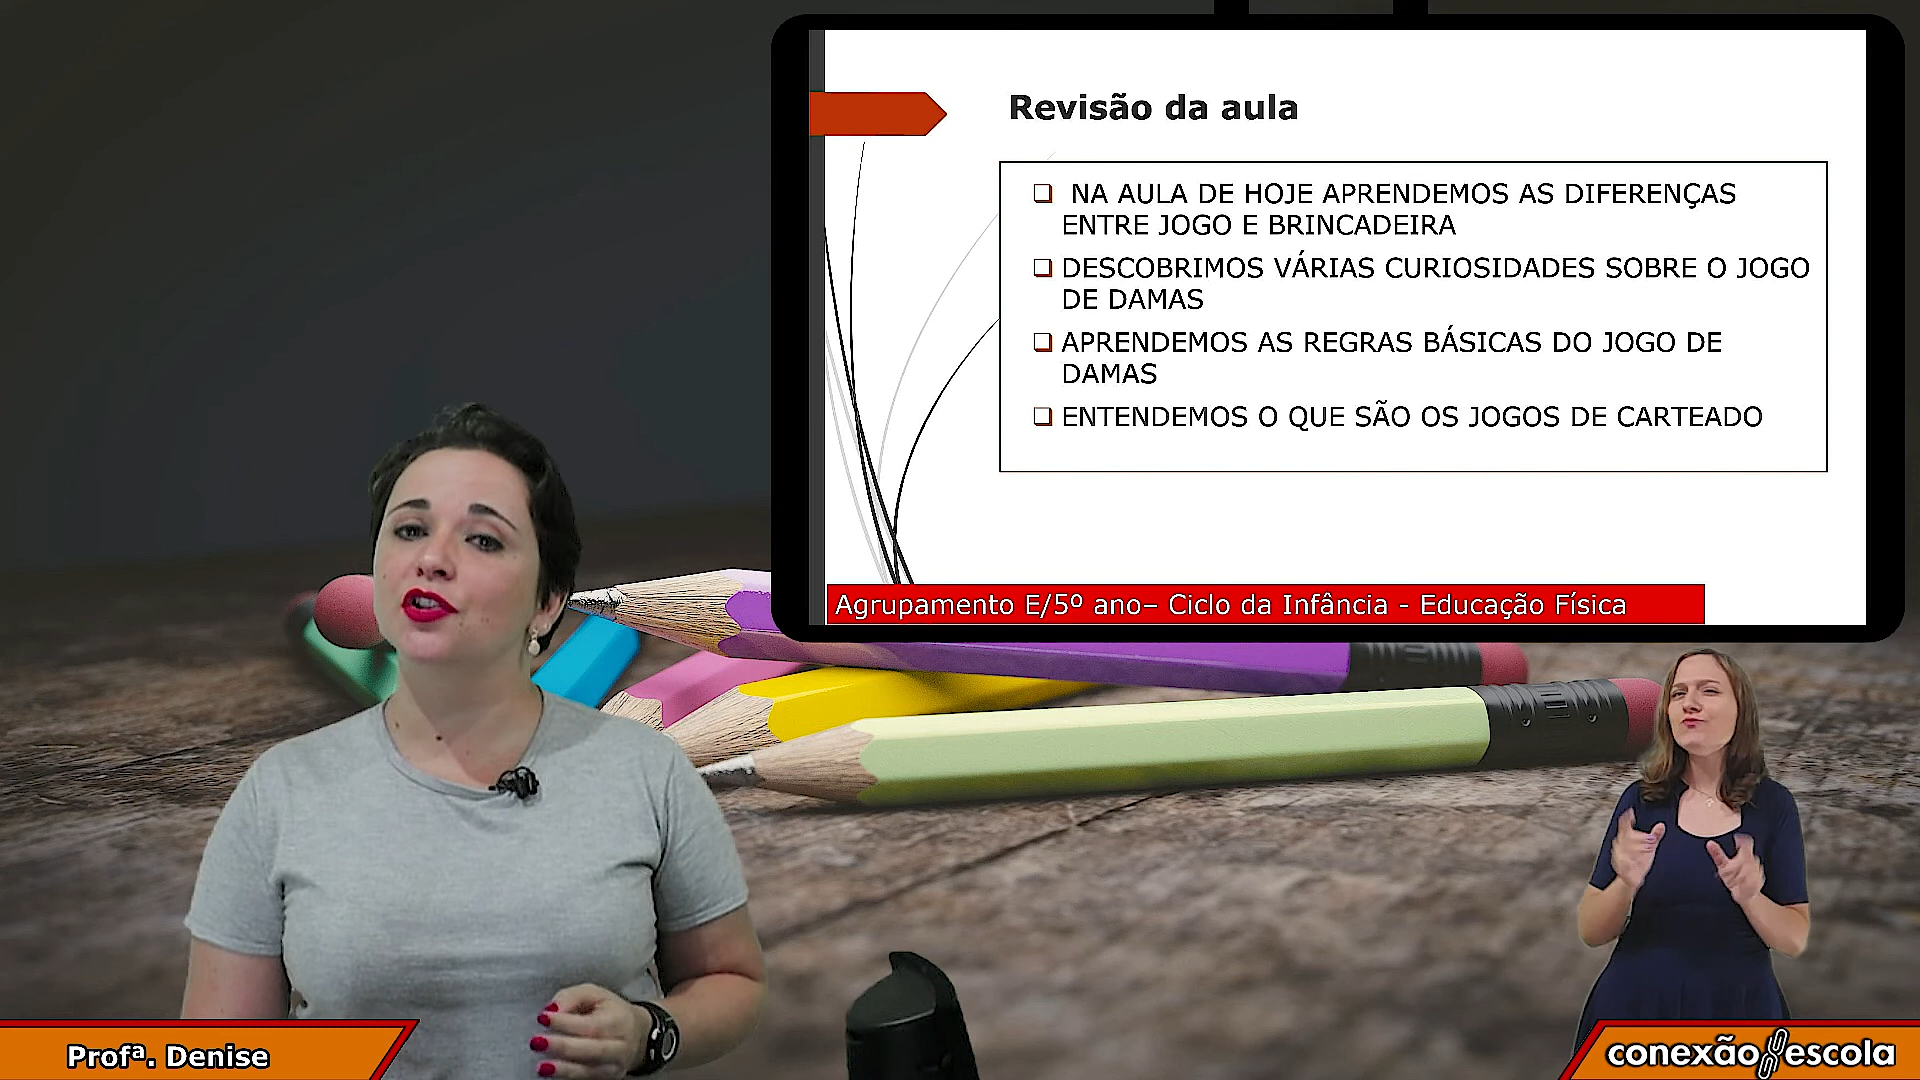 Revisão da aula
NA AULA DE HOJE APRENDEMOS AS DIFERENÇAS
ENTRE JOGO E BRINCADEIRA
DESCOBRIMOS VÁRIAS CURIOSIDADES SOBRE O JOGO
DE DAMAS
APRENDEMOS AS REGRAS BÁSICAS DO JOGO DE
DAMAS
ENTENDEMOS O QUE SÃO OS JOGOS DE CARTEADO
Agrupamento E/5º ano– Ciclo da Infância - Educação Física
Profª. Denise
conexão escola